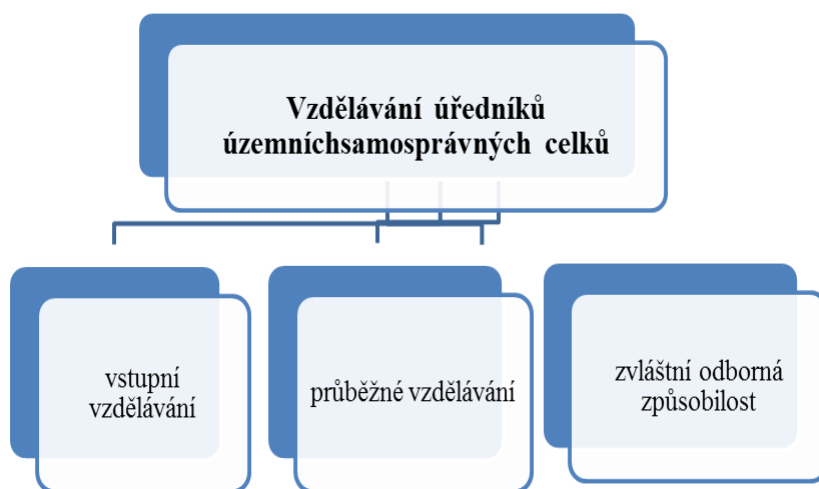 Vzdělávání úředníků
územníchsamosprávných celků
vstupní
vzdělávání
průběžné vzdělávání
zvláštní odborná
způsobilost